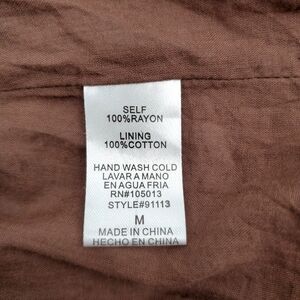 SELF
100%RAYON
LINING
100%COTTON
HAND WASH COLD
LAVAR A MANO
EN AGUA FRIA
RN#105013
STYLE#91113
M
MADE IN CHINA
HECHO EN CHINA